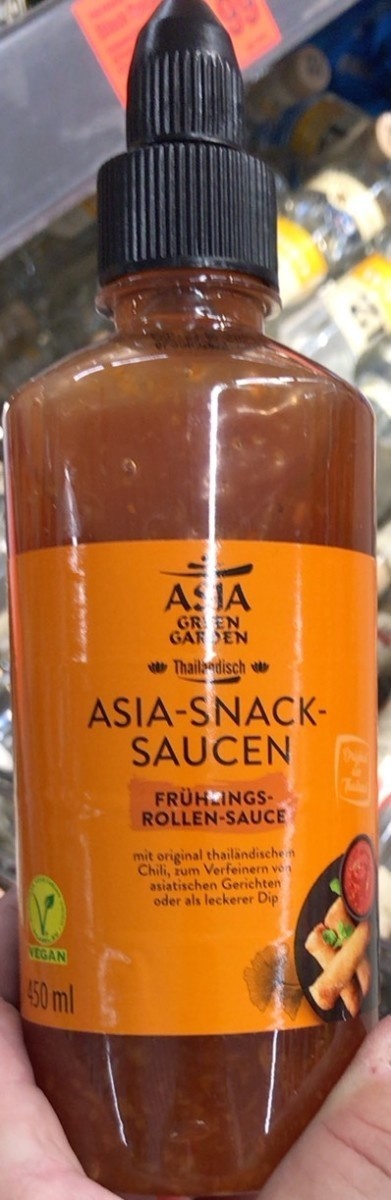 ASIA
GREEN
GARDEN
Thailändisch
ASIA-SNACK-
SAUCEN
FRÜHLINGS-
ROLLEN-SAUCE
mit original thailändischem
Chili, zum Verfeinern von
asiatischen Gerichten
oder als leckerer Dip
VEGAN
450 ml